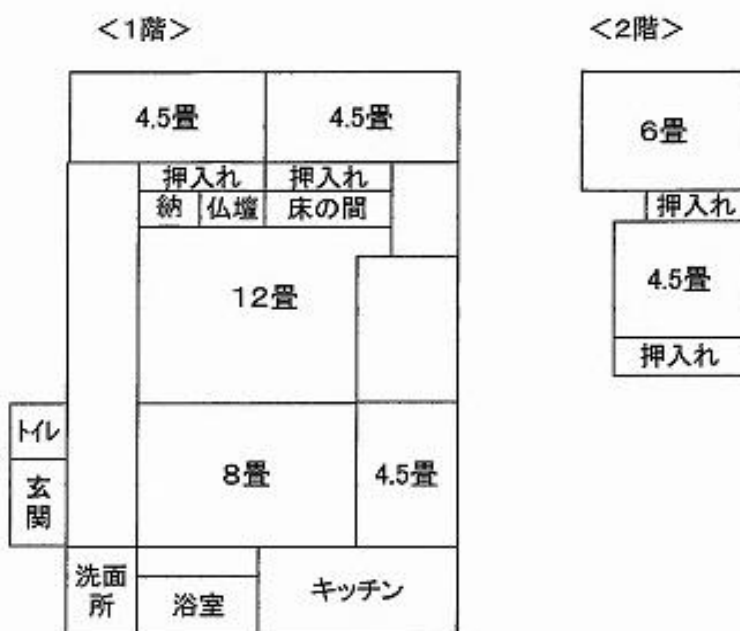 <1階>
<2階>
4.5畳
4.5畳
6畳
押入れ
押入れ
納
仏壇
床の間
押入れ
12畳
4.5畳
押入れ
トイレ
玄
関
8畳
4.5畳
洗面
所
浴室
キッチン